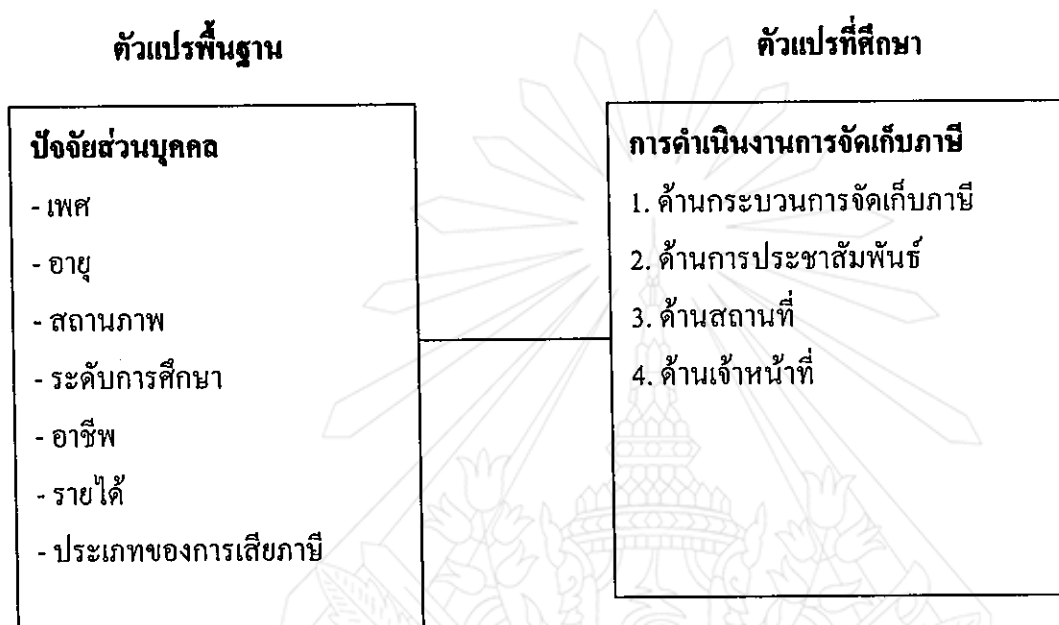 ตัวแปรพื้นฐาน
ปัจจัยส่วนบุคคล
- เพศ
- อายุ
- สถานภาพ
- ระดับการศึกษา
- อาชีพ
- รายได้
- ประเภทของการเสียภาษี
ตัวแปรที่ศึกษา
การดำเนินงานการจัดเก็บภาษี
1. ด้านกระบวนการจัดเก็บภาษี
2. ด้านการประชาสัมพันธ์
3. ด้านสถานที่
4. ด้านเจ้าหน้าที่